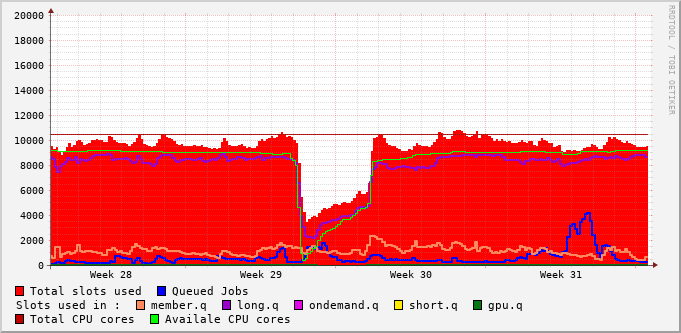 20000
18000
16000
14000
12000
10000
8000
6000
4000
2000
0
Week 28 Week 29 Week 30 Week 31
Total slots used Queued Jobs
Slots used in : member.q long.q ondemand.q short.q gpu.q
Total CPU cores Availale CPU cores
RRDTOOL / TOBI OETIKER